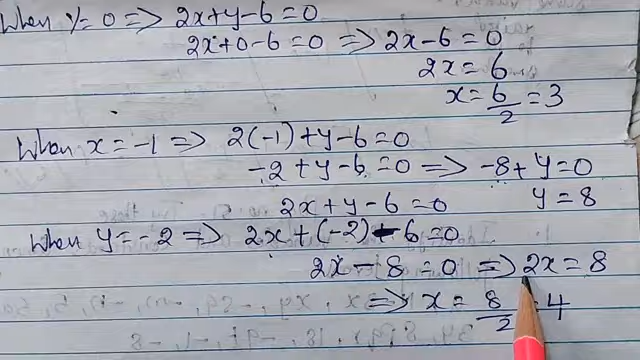 When y=0 => 2x+y-6=0
2x+0-6=0 => 2x-6=0
2x=6
x=6/2=3
When x=-1 => 2(-1)+y-6=0
-2+y-6=0 => -8+y=0
2x+y-6=0 y=8
When y=-2 => 2x+(-2)-6=0
2x-8=0 => 2x=8
=> x=8/2=4